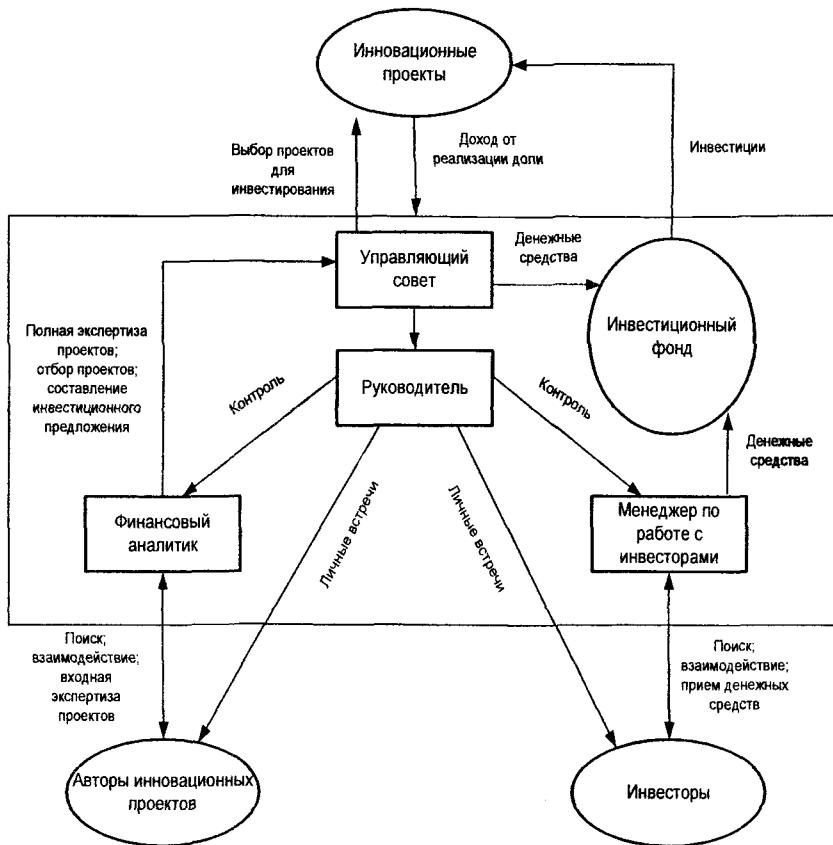 Инновационные
проекты
Выбор проектов
для
инвестирования
Доход от
реализации доли
Инвестиции
Управляющий
совет
Денежные
средства
Инвестиционный
фонд
Полная экспертиза
проектов;
отбор проектов;
составление
инвестиционного
предложения
Руководитель
Контроль
Контроль
Денежные
средства
Финансовый
аналитик
Личные встречи
Личные встречи
Менеджер по
работе с
инвесторами
Поиск;
взаимодействие;
входная
экспертиза
проектов
Поиск;
взаимодействие;
прием денежных
средств
Авторы инновационных
проектов
Инвесторы